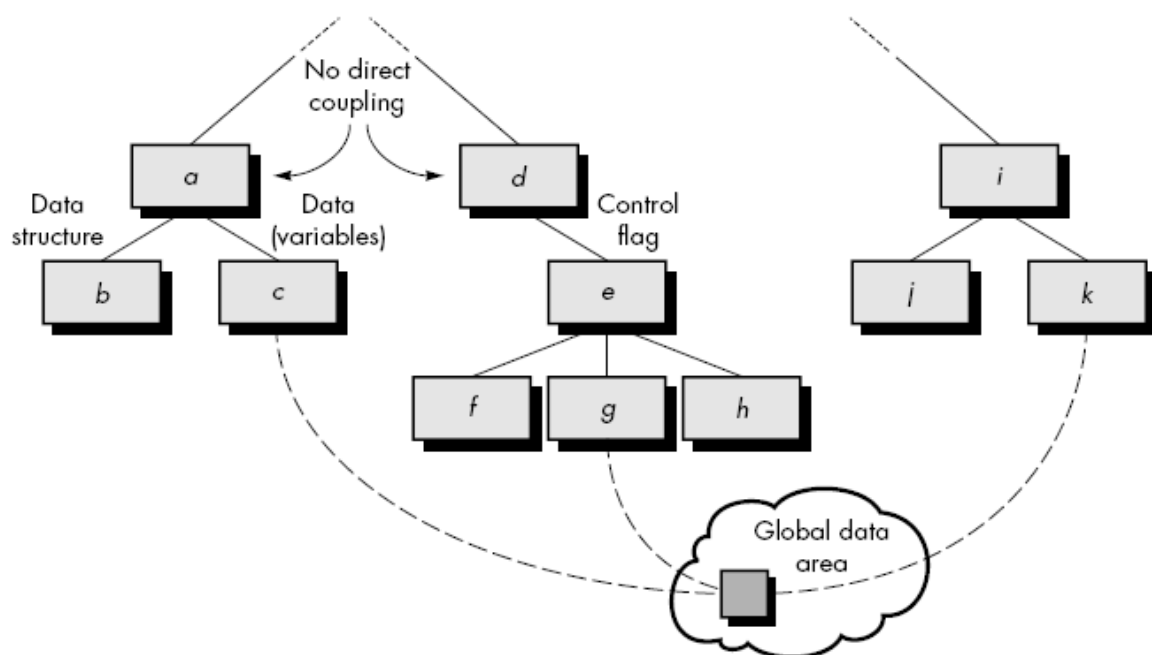 No direct
coupling
a
d
i
Data
structure
Data
(variables)
Control
flag
b
c
e
j
k
f
g
h
Global data
area